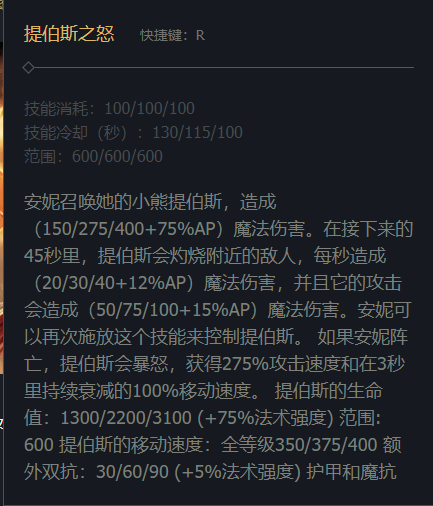 提伯斯之怒 快捷键：R
技能消耗：100/100/100
技能冷却（秒）：130/115/100
范围：600/600/600
安妮召唤她的小熊提伯斯，造成
（150/275/400+75%AP）魔法伤害。在接下来的
45秒里，提伯斯会灼烧附近的敌人，每秒造成
（20/30/40+12%AP）魔法伤害，并且它的攻击
会造成（50/75/100+15%AP）魔法伤害。安妮可
以再次施放这个技能来控制提伯斯。 如果安妮阵
亡，提伯斯会暴怒，获得275%攻击速度和在3秒
里持续衰减的100%移动速度。 提伯斯的生命
值：1300/2200/3100 (+75%法术强度) 范围:
600 提伯斯的移动速度：全等级350/375/400 额
外双抗：30/60/90 (+5%法术强度) 护甲和魔抗